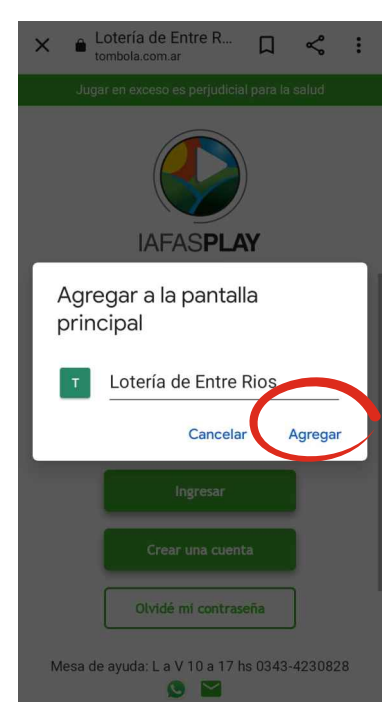 Lotería de Entre R...
tombola.com.ar
Jugar en exceso es perjudicial para la salud
IAFASPLAY
Agregar a la pantalla
principal
T
Lotería de Entre Rios
Cancelar
Agregar
Ingresar
Crear una cuenta
Olvidé mi contraseña
Mesa de ayuda: L a V 10 a 17 hs 0343-4230828